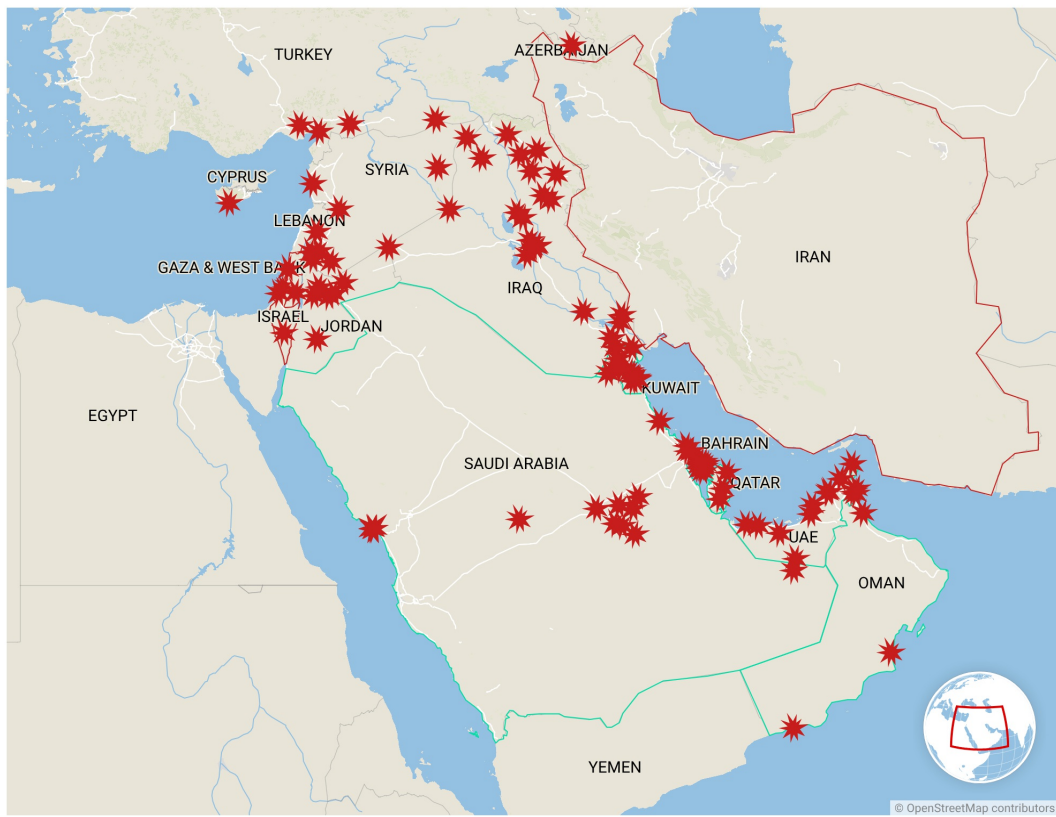 AZERBAIJAN
TURKEY
CYPRUS
SYRIA
LEBANON
GAZA & WEST BANK
IRAN
IRAQ
ISRAEL
JORDAN
KUWAIT
EGYPT
BAHRAIN
SAUDI ARABIA
QATAR
UAE
OMAN
YEMEN
© OpenStreetMap contributors